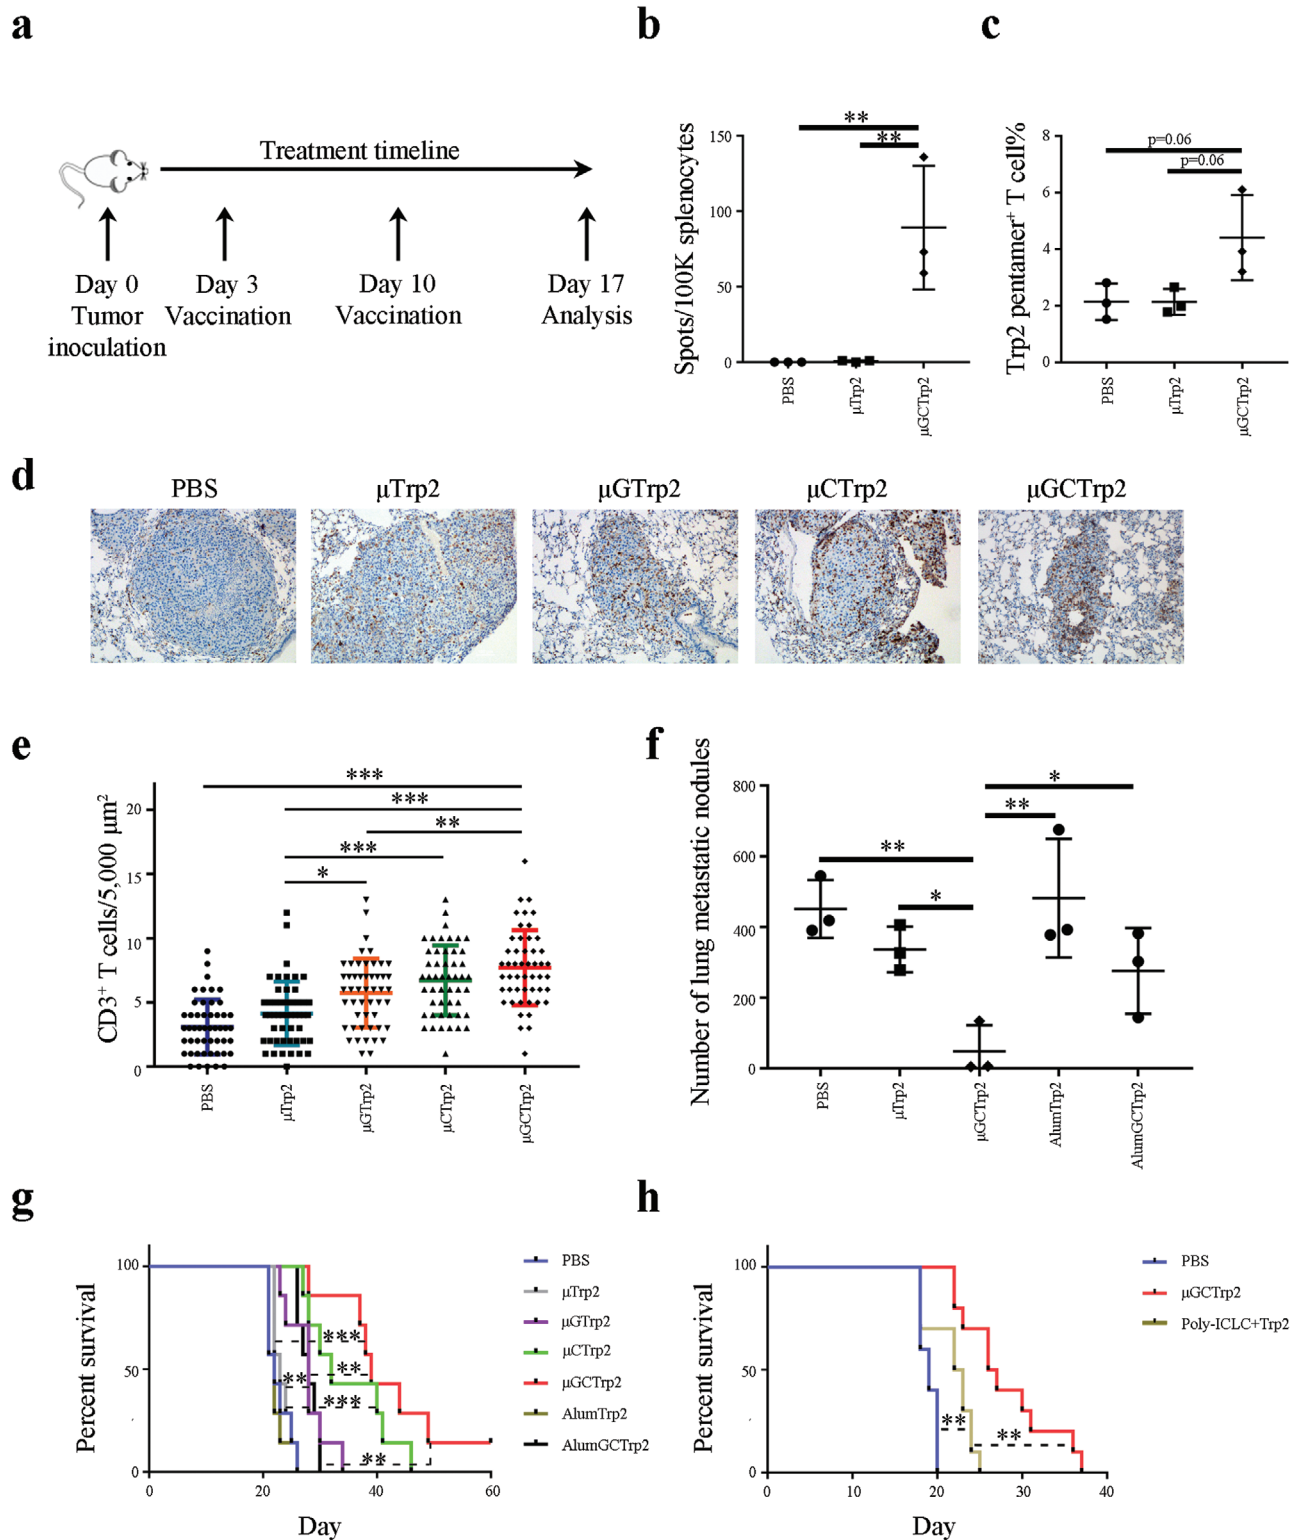 a
Treatment timeline
Day 0
Tumor
inoculation
Day 3
Vaccination
Day 10
Vaccination
Day 17
Analysis
b
Spots/100K splenocytes
150
100
50
0
**
**
PBS
μTrp2
μGCTrp2
c
Trp2 pentamer⁺ T cell%
8
6
4
2
0
p=0.06
p=0.06
PBS
μTrp2
μGCTrp2
d
PBS
μTrp2
μGTrp2
μCTrp2
μGCTrp2
e
CD3⁺ T cells/5,000 μm²
20
15
10
5
0
***
***
**
***
*
PBS
μTrp2
μGTrp2
μCTrp2
μGCTrp2
f
Number of lung metastatic nodules
800
600
400
200
0
*
**
**
*
PBS
μTrp2
μGCTrp2
AlumTrp2
AlumGCTrp2
g
Percent survival
100
50
0
***
**
**
***
**
0
20
40
60
Day
PBS
μTrp2
μGTrp2
μCTrp2
μGCTrp2
AlumTrp2
AlumGCTrp2
h
Percent survival
100
50
0
**
**
0
10
20
30
40
Day
PBS
μGCTrp2
Poly-ICLC+Trp2